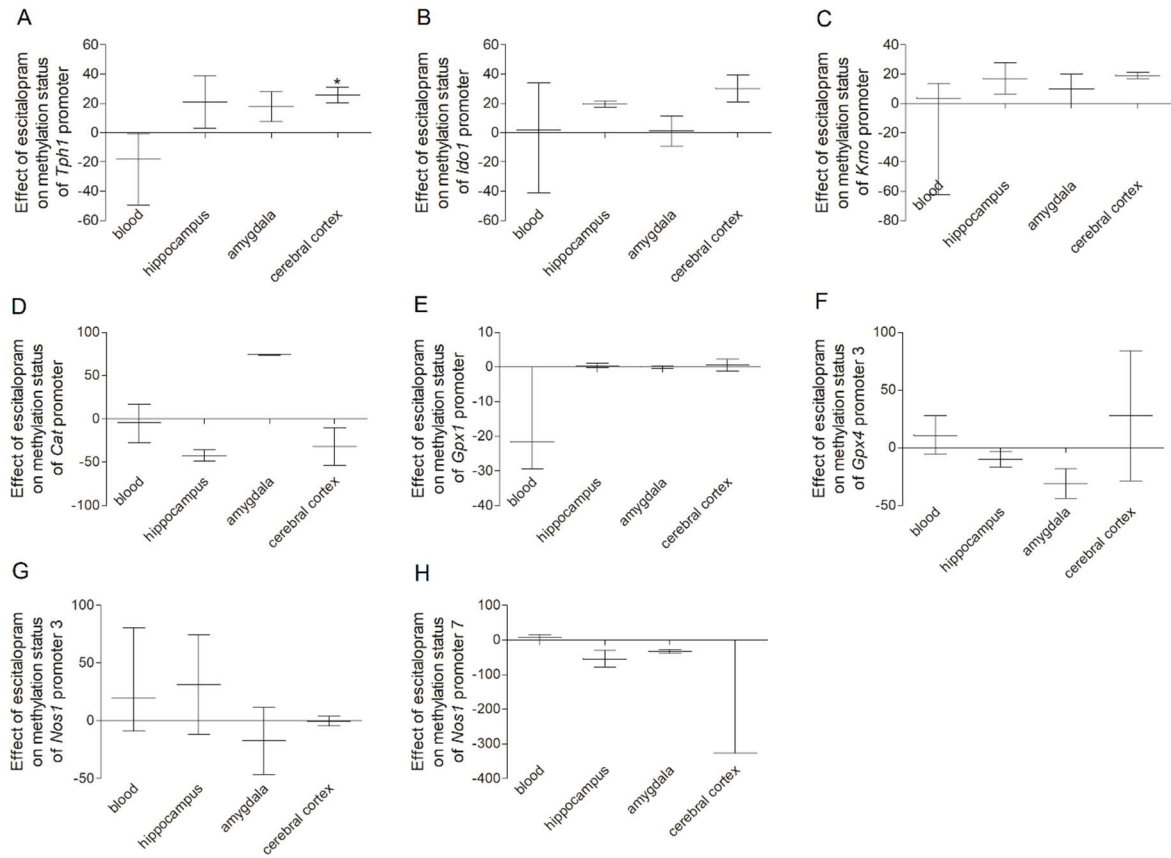 A
Effect of escitalopram
on methylation status
of Tph1 promoter
60
40
20
0
-20
-40
-60
*
blood
hippocampus
amygdala
cerebral cortex
B
Effect of escitalopram
on methylation status
of Ido1 promoter
60
40
20
0
-20
-40
-60
blood
hippocampus
amygdala
cerebral cortex
C
Effect of escitalopram
on methylation status
of Kmo promoter
40
20
0
-20
-40
-60
-80
blood
hippocampus
amygdala
cerebral cortex
D
Effect of escitalopram
on methylation status
of Cat promoter
100
50
0
-50
-100
blood
hippocampus
amygdala
cerebral cortex
E
Effect of escitalopram
on methylation status
of Gpx1 promoter
10
0
-10
-20
-30
-40
blood
hippocampus
amygdala
cerebral cortex
F
Effect of escitalopram
on methylation status
of Gpx4 promoter 3
100
50
0
-50
blood
hippocampus
amygdala
cerebral cortex
G
Effect of escitalopram
on methylation status
of Nos1 promoter 3
100
50
0
-50
blood
hippocampus
amygdala
cerebral cortex
H
Effect of escitalopram
on methylation status
of Nos1 promoter 7
100
0
-100
-200
-300
-400
blood
hippocampus
amygdala
cerebral cortex